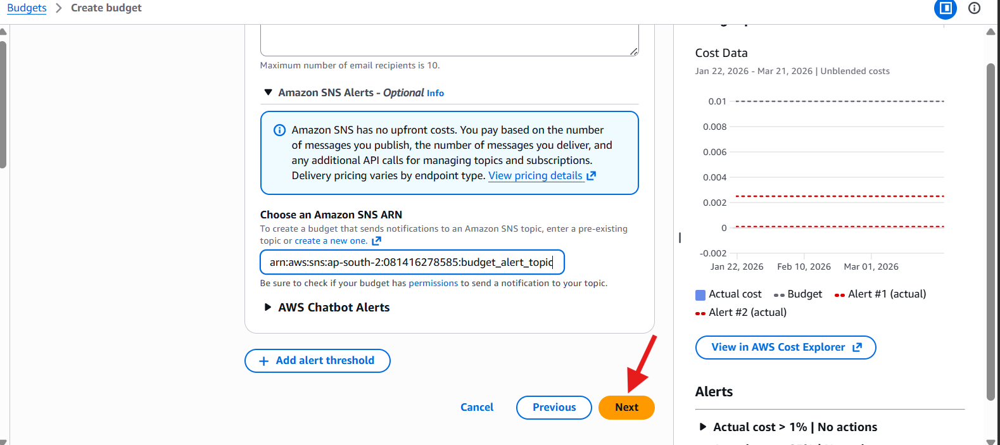 Budgets > Create budget
Maximum number of email recipients is 10.
Amazon SNS Alerts - Optional Info
Amazon SNS has no upfront costs. You pay based on the number
of messages you publish, the number of messages you deliver, and
any additional API calls for managing topics and subscriptions.
Delivery pricing varies by endpoint type. View pricing details
Choose an Amazon SNS ARN
To create a budget that sends notifications to an Amazon SNS topic, enter a pre-existing
topic or create a new one.
arn:aws:sns:ap-south-2:081416278585:budget_alert_topic
Be sure to check if your budget has permissions to send a notification to your topic.
AWS Chatbot Alerts
+ Add alert threshold
Cancel
Previous
Next
Cost Data
Jan 22, 2026 - Mar 21, 2026 | Unblended costs
0.01
0.008
0.006
0.004
0.002
0
-0.002
Jan 22, 2026 Feb 10, 2026 Mar 01, 2026
Actual cost Budget Alert #1 (actual)
Alert #2 (actual)
View in AWS Cost Explorer
Alerts
Actual cost > 1% | No actions